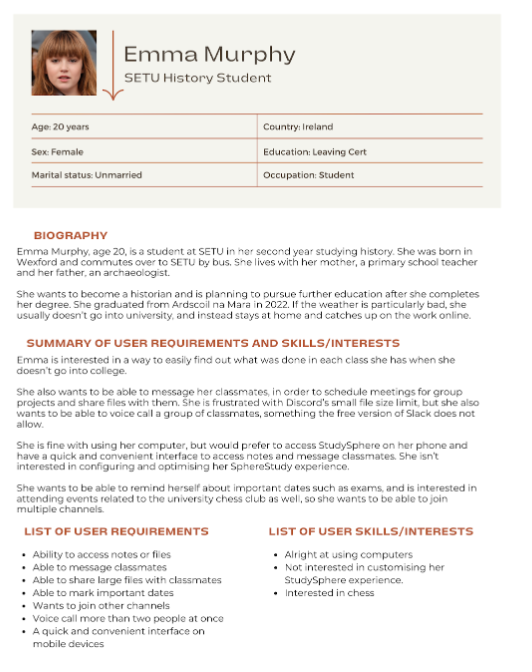 Emma Murphy
SETU History Student
Age: 20 years
Country: Ireland
Sex: Female
Education: Leaving Cert
Marital status: Unmarried
Occupation: Student
BIOGRAPHY
Emma Murphy, age 20, is a student at SETU in her second year studying history. She was born in
Wexford and commutes over to SETU by bus. She lives with her mother, a primary school teacher
and her father, an archaeologist.
She wants to become a historian and is planning to pursue further education after she completes
her degree. She graduated from Ardscoil na Mara in 2022. If the weather is particularly bad, she
usually doesn't go into university, and instead stays at home and catches up on the work online.
SUMMARY OF USER REQUIREMENTS AND SKILLS/INTERESTS
Emma is interested in a way to easily find out what was done in each class she has when she
doesn't go into college.
She also wants to be able to message her classmates, in order to schedule meetings for group
projects and share files with them. She is frustrated with Discord's small file size limit, but she also
wants to be able to voice call a group of classmates, something the free version of Slack does not
allow.
She is fine with using her computer, but would prefer to access StudySphere on her phone and
have a quick and convenient interface to access notes and message classmates. She isn't
interested in configuring and optimising her SphereStudy experience.
She wants to be able to remind herself about important dates such as exams, and is interested in
attending events related to the university chess club as well, so she wants to be able to join
multiple channels.
LIST OF USER REQUIREMENTS
• Ability to access notes or files
• Able to message classmates
• Able to share large files with classmates
• Able to mark important dates
• Wants to join other channels
• Voice call more than two people at once
• A quick and convenient interface on
mobile devices
LIST OF USER SKILLS/INTERESTS
• Alright at using computers
• Not interested in customising her
StudySphere experience.
• Interested in chess